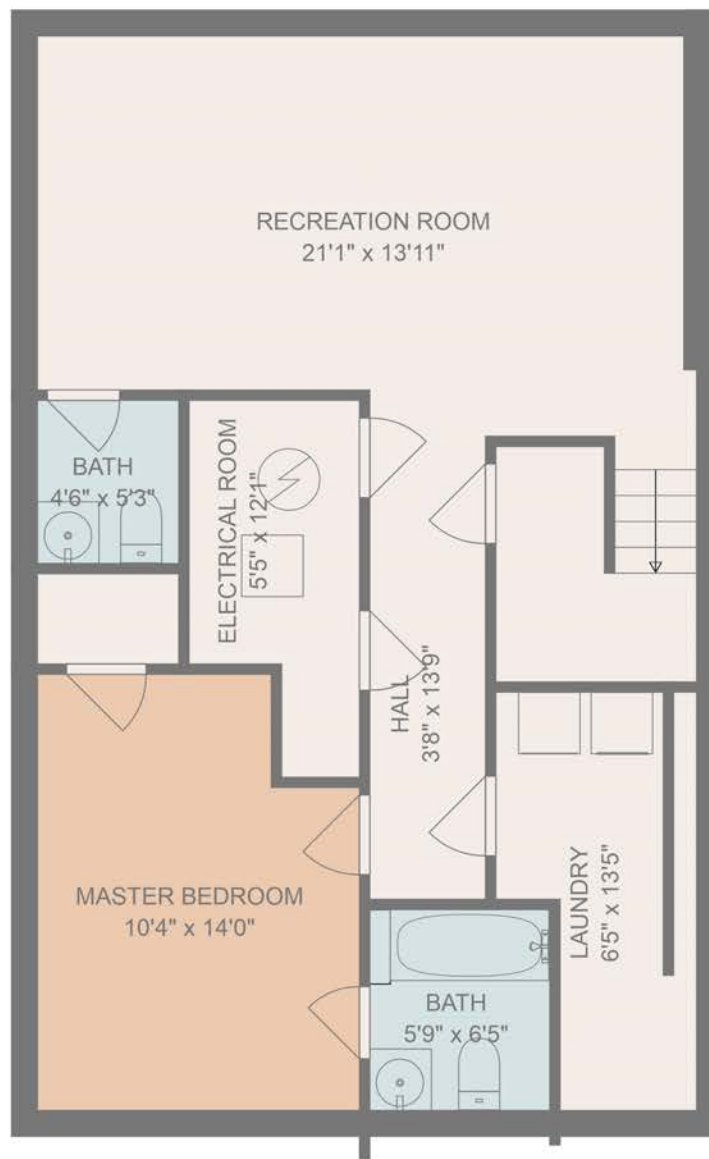 RECREATION ROOM
21'1" x 13'11"
BATH
4'6" x 5'3"
ELECTRICAL ROOM
5'5" x 12'1"
HALL
3'8" x 13'9"
MASTER BEDROOM
10'4" x 14'0"
LAUNDRY
6'5" x 13'5"
BATH
5'9" x 6'5"